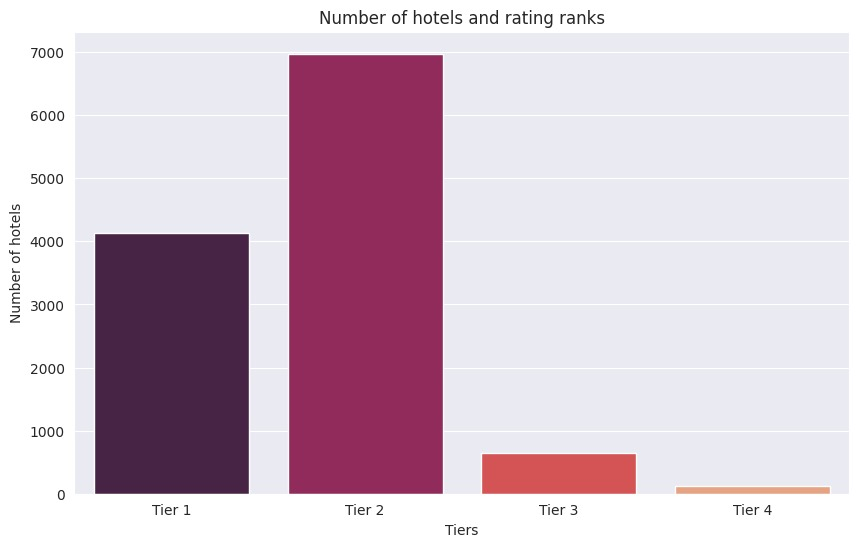 Number of hotels and rating ranks
Number of hotels
7000
6000
5000
4000
3000
2000
1000
0
Tier 1 Tier 2 Tier 3 Tier 4
Tiers